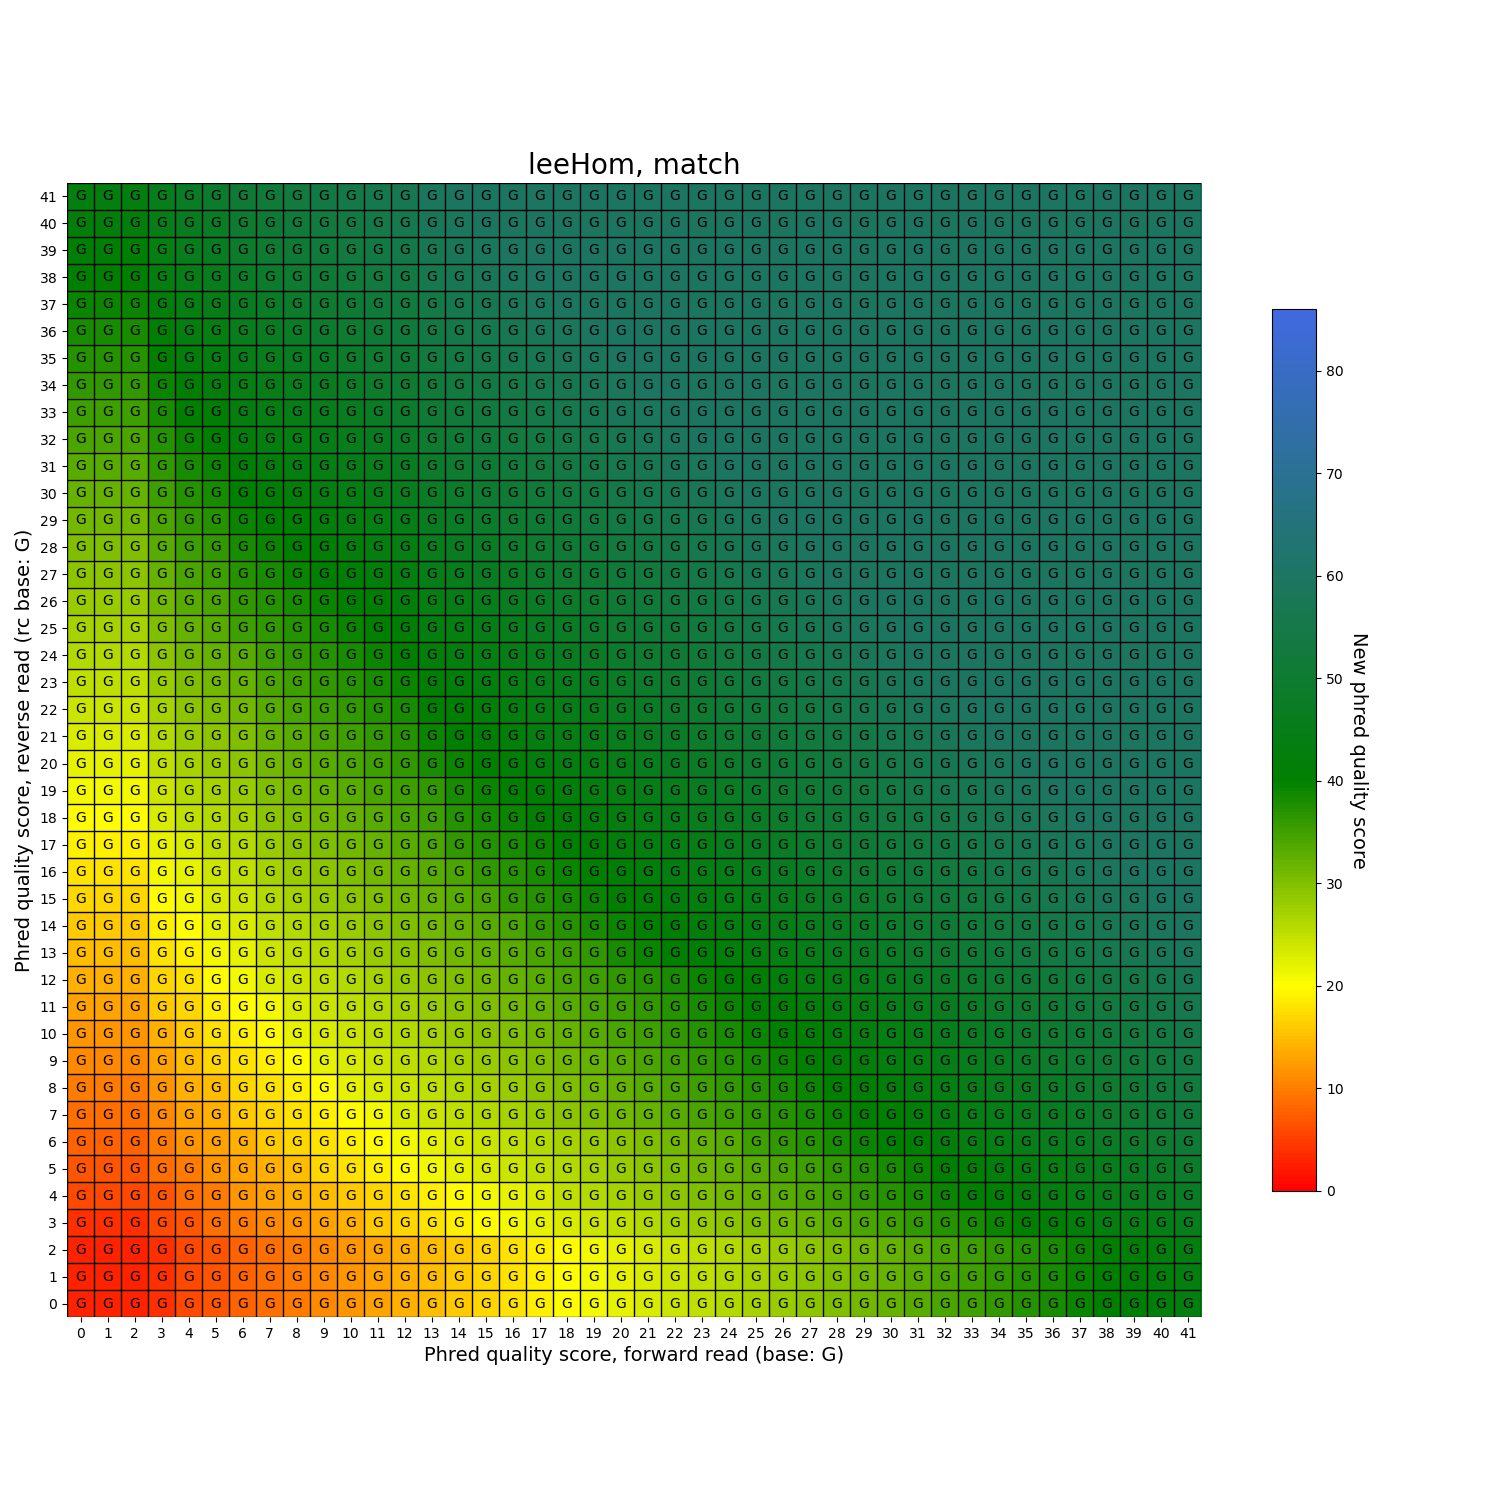 leeHom, match
41 G G G G G G G G G G G G G G G G G G G G G G G G G G G G G G G G G G G G G G G G G G
40 G G G G G G G G G G G G G G G G G G G G G G G G G G G G G G G G G G G G G G G G G G
39 G G G G G G G G G G G G G G G G G G G G G G G G G G G G G G G G G G G G G G G G G G
38 G G G G G G G G G G G G G G G G G G G G G G G G G G G G G G G G G G G G G G G G G G
37 G G G G G G G G G G G G G G G G G G G G G G G G G G G G G G G G G G G G G G G G G G
36 G G G G G G G G G G G G G G G G G G G G G G G G G G G G G G G G G G G G G G G G G G
35 G G G G G G G G G G G G G G G G G G G G G G G G G G G G G G G G G G G G G G G G G G
34 G G G G G G G G G G G G G G G G G G G G G G G G G G G G G G G G G G G G G G G G G G
33 G G G G G G G G G G G G G G G G G G G G G G G G G G G G G G G G G G G G G G G G G G
32 G G G G G G G G G G G G G G G G G G G G G G G G G G G G G G G G G G G G G G G G G G
31 G G G G G G G G G G G G G G G G G G G G G G G G G G G G G G G G G G G G G G G G G G
30 G G G G G G G G G G G G G G G G G G G G G G G G G G G G G G G G G G G G G G G G G G
29 G G G G G G G G G G G G G G G G G G G G G G G G G G G G G G G G G G G G G G G G G G
28 G G G G G G G G G G G G G G G G G G G G G G G G G G G G G G G G G G G G G G G G G G
27 G G G G G G G G G G G G G G G G G G G G G G G G G G G G G G G G G G G G G G G G G G
26 G G G G G G G G G G G G G G G G G G G G G G G G G G G G G G G G G G G G G G G G G G
25 G G G G G G G G G G G G G G G G G G G G G G G G G G G G G G G G G G G G G G G G G G
24 G G G G G G G G G G G G G G G G G G G G G G G G G G G G G G G G G G G G G G G G G G
23 G G G G G G G G G G G G G G G G G G G G G G G G G G G G G G G G G G G G G G G G G G
22 G G G G G G G G G G G G G G G G G G G G G G G G G G G G G G G G G G G G G G G G G G
21 G G G G G G G G G G G G G G G G G G G G G G G G G G G G G G G G G G G G G G G G G G
20 G G G G G G G G G G G G G G G G G G G G G G G G G G G G G G G G G G G G G G G G G G
19 G G G G G G G G G G G G G G G G G G G G G G G G G G G G G G G G G G G G G G G G G G
18 G G G G G G G G G G G G G G G G G G G G G G G G G G G G G G G G G G G G G G G G G G
17 G G G G G G G G G G G G G G G G G G G G G G G G G G G G G G G G G G G G G G G G G G
16 G G G G G G G G G G G G G G G G G G G G G G G G G G G G G G G G G G G G G G G G G G
15 G G G G G G G G G G G G G G G G G G G G G G G G G G G G G G G G G G G G G G G G G G
14 G G G G G G G G G G G G G G G G G G G G G G G G G G G G G G G G G G G G G G G G G G
13 G G G G G G G G G G G G G G G G G G G G G G G G G G G G G G G G G G G G G G G G G G
12 G G G G G G G G G G G G G G G G G G G G G G G G G G G G G G G G G G G G G G G G G G
11 G G G G G G G G G G G G G G G G G G G G G G G G G G G G G G G G G G G G G G G G G G
10 G G G G G G G G G G G G G G G G G G G G G G G G G G G G G G G G G G G G G G G G G G
9 G G G G G G G G G G G G G G G G G G G G G G G G G G G G G G G G G G G G G G G G G G
8 G G G G G G G G G G G G G G G G G G G G G G G G G G G G G G G G G G G G G G G G G G
7 G G G G G G G G G G G G G G G G G G G G G G G G G G G G G G G G G G G G G G G G G G
6 G G G G G G G G G G G G G G G G G G G G G G G G G G G G G G G G G G G G G G G G G G
5 G G G G G G G G G G G G G G G G G G G G G G G G G G G G G G G G G G G G G G G G G G
4 G G G G G G G G G G G G G G G G G G G G G G G G G G G G G G G G G G G G G G G G G G
3 G G G G G G G G G G G G G G G G G G G G G G G G G G G G G G G G G G G G G G G G G G
2 G G G G G G G G G G G G G G G G G G G G G G G G G G G G G G G G G G G G G G G G G G
1 G G G G G G G G G G G G G G G G G G G G G G G G G G G G G G G G G G G G G G G G G G
0 G G G G G G G G G G G G G G G G G G G G G G G G G G G G G G G G G G G G G G G G G G
0 1 2 3 4 5 6 7 8 9 10 11 12 13 14 15 16 17 18 19 20 21 22 23 24 25 26 27 28 29 30 31 32 33 34 35 36 37 38 39 40 41
Phred quality score, forward read (base: G)
Phred quality score, reverse read (rc base: G)
80
70
60
50
40
30
20
10
0
New phred quality score